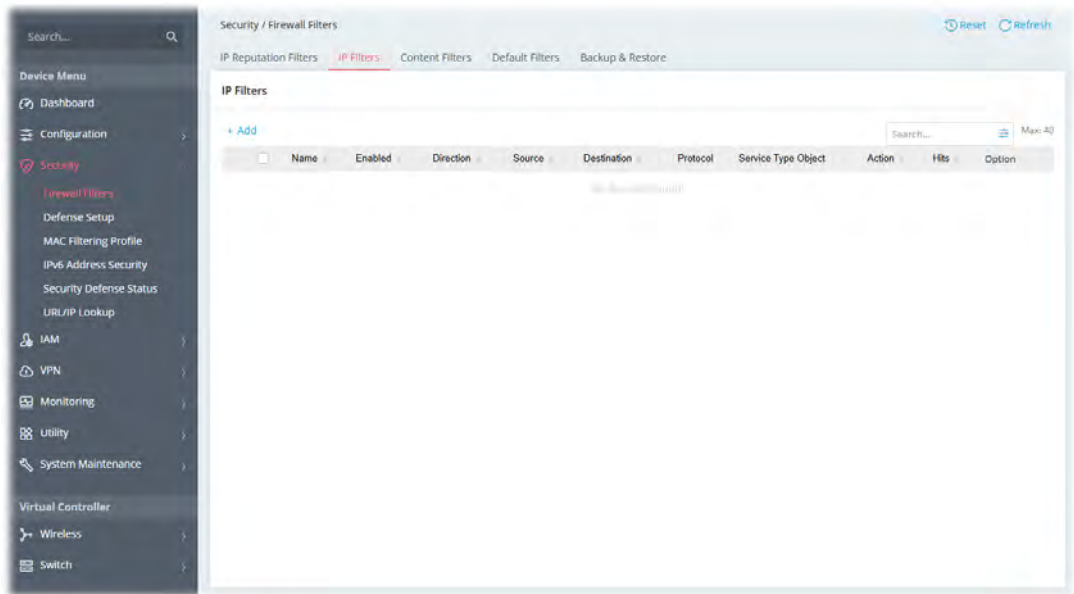 Search...
Device Menu
Dashboard
Configuration
Security
Firewall Filters
Defense Setup
MAC Filtering Profile
IPv6 Address Security
Security Defense Status
URL/IP Lookup
IAM
VPN
Monitoring
Utility
System Maintenance
Virtual Controller
Wireless
Switch
Security / Firewall Filters
Reset Refresh
IP Reputation Filters IP Filters Content Filters Default Filters Backup & Restore
IP Filters
+ Add
Search... Max: 40
Name Enabled Direction Source Destination Protocol Service Type Object Action Hits Option